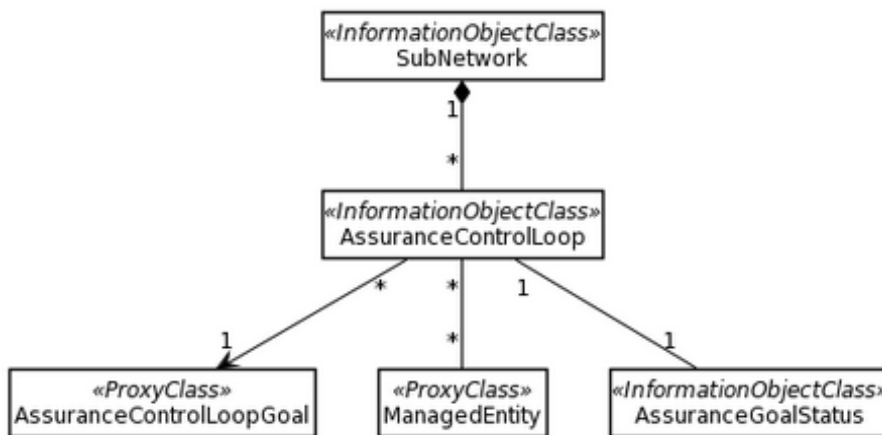 «InformationObjectClass»
SubNetwork
1
*
«InformationObjectClass»
AssuranceControlLoop
* * 1
1 * 1
«ProxyClass» «ProxyClass» «InformationObjectClass»
AssuranceControlLoopGoal ManagedEntity AssuranceGoalStatus